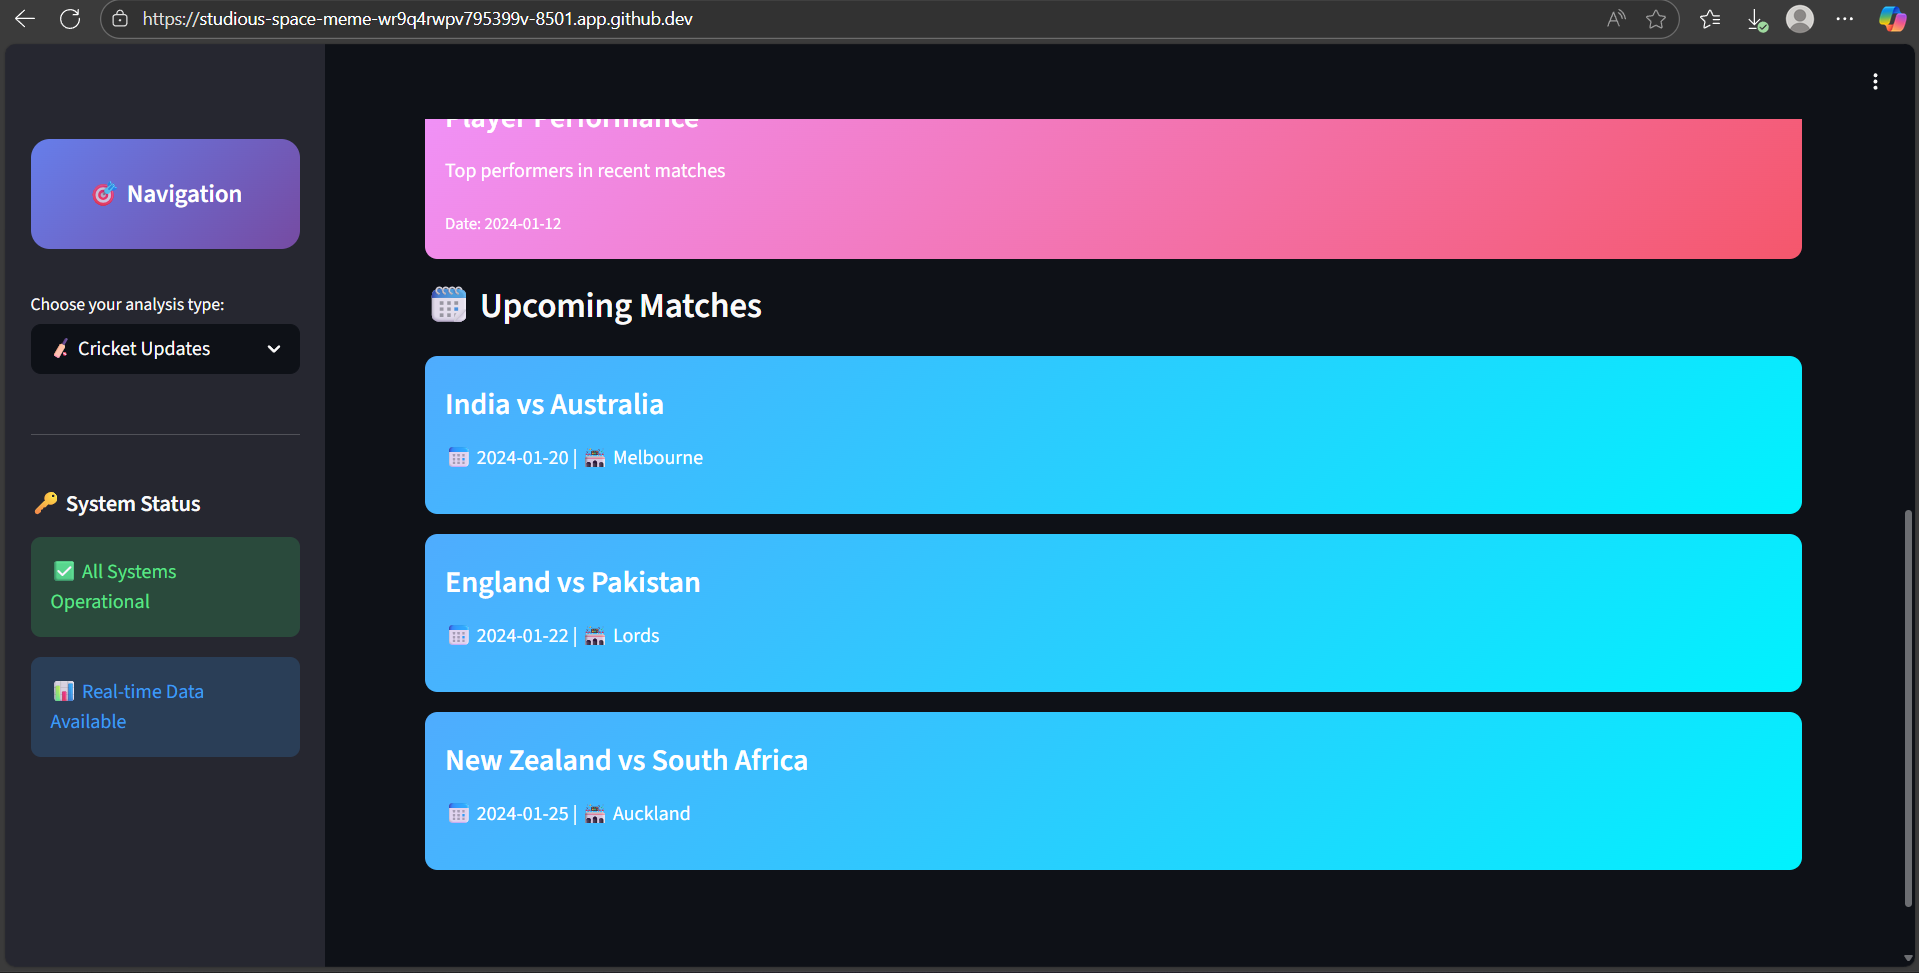 https://studious-space-meme-wr9q4rwpv795399v-8501.app.github.dev
Navigation
Choose your analysis type:
Cricket Updates
System Status
All Systems
Operational
Real-time Data
Available
Player Performance
Top performers in recent matches
Date: 2024-01-12
Upcoming Matches
India vs Australia
2024-01-20 | Melbourne
England vs Pakistan
2024-01-22 | Lords
New Zealand vs South Africa
2024-01-25 | Auckland